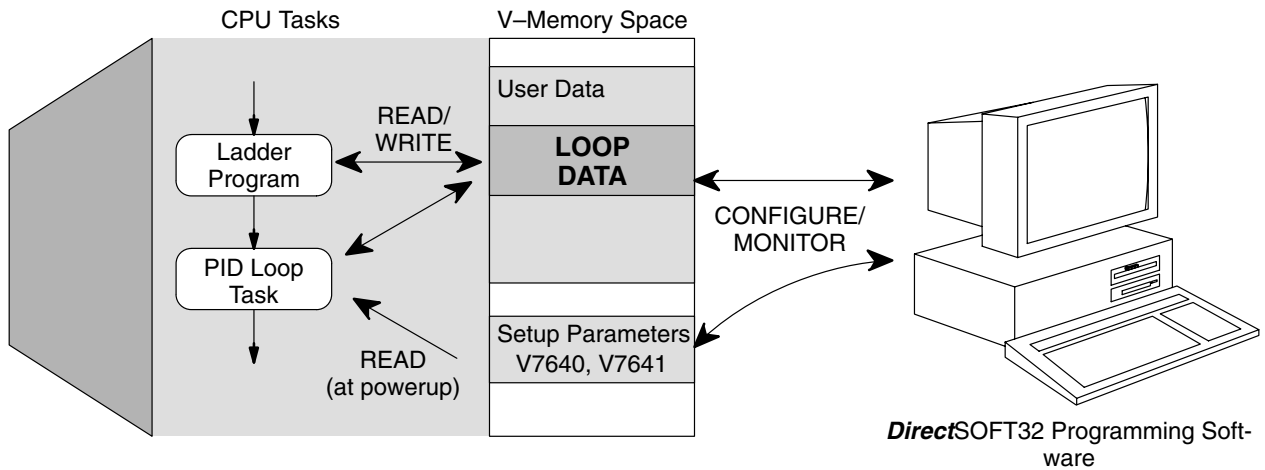 CPU Tasks
V–Memory Space
User Data
READ/
WRITE
Ladder
Program
LOOP
DATA
CONFIGURE/
MONITOR
PID Loop
Task
READ
(at powerup)
Setup Parameters
V7640, V7641
DirectSOFT32 Programming Soft-
ware